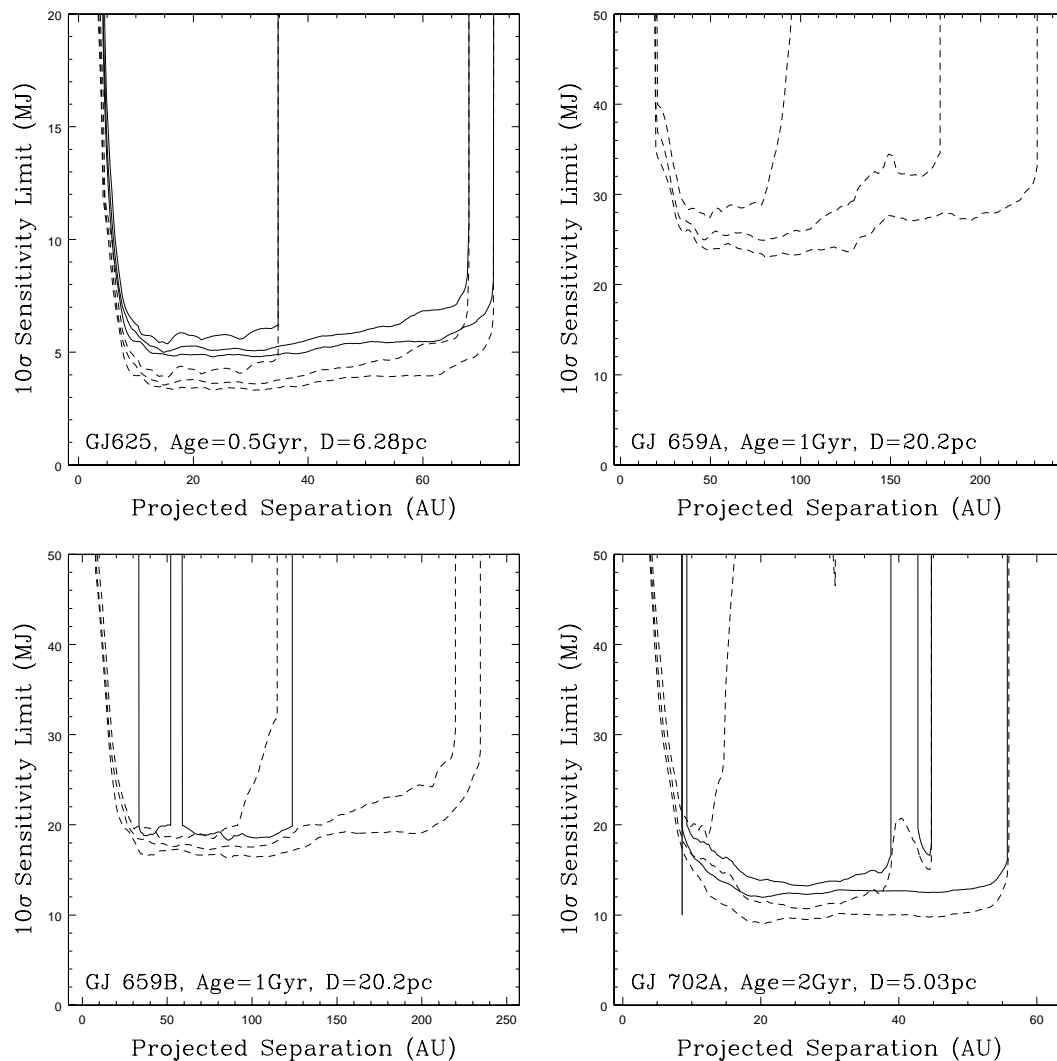 20
15
10
5
0
10σ Sensitivity Limit (MJ)
GJ625, Age=0.5Gyr, D=6.28pc
0 20 40 60
Projected Separation (AU)
50
40
30
20
10
0
10σ Sensitivity Limit (MJ)
GJ 659A, Age=1Gyr, D=20.2pc
0 50 100 150 200
Projected Separation (AU)
50
40
30
20
10
0
10σ Sensitivity Limit (MJ)
GJ 659B, Age=1Gyr, D=20.2pc
0 50 100 150 200 250
Projected Separation (AU)
50
40
30
20
10
0
10σ Sensitivity Limit (MJ)
GJ 702A, Age=2Gyr, D=5.03pc
0 20 40 60
Projected Separation (AU)